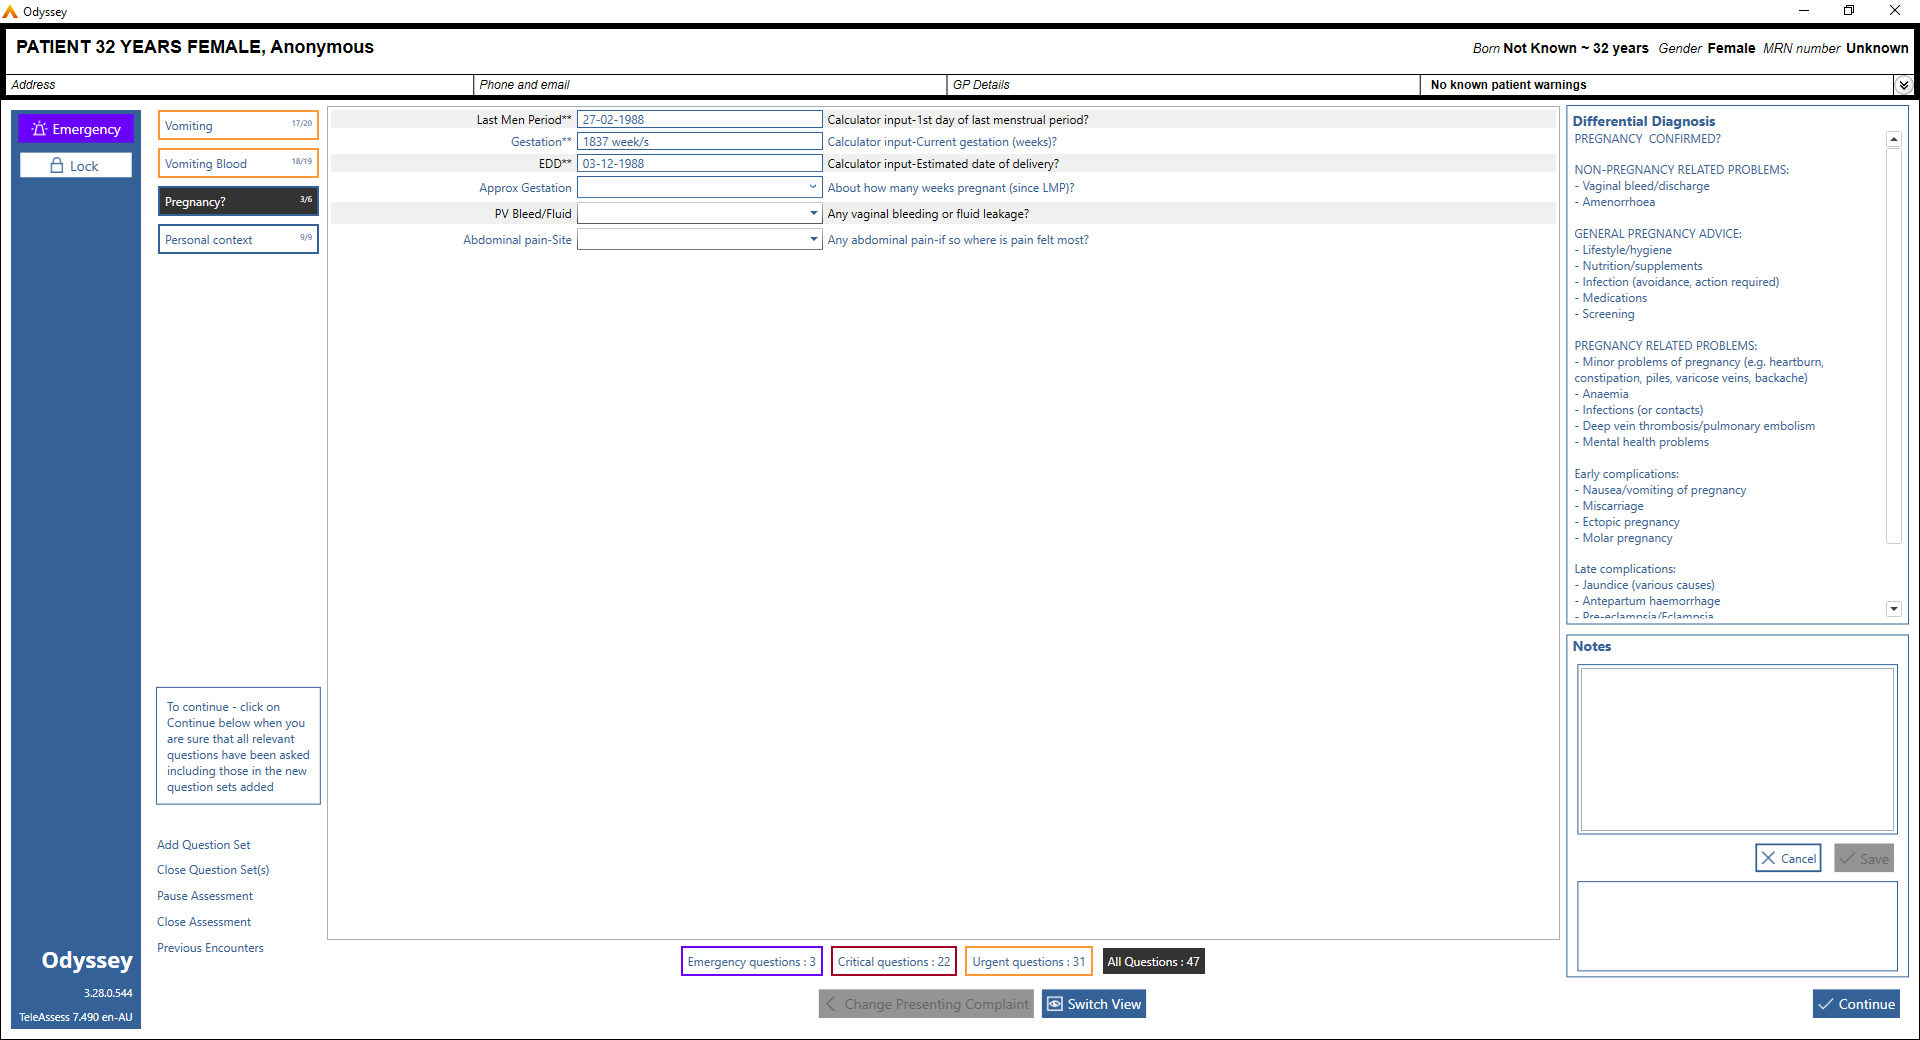 Odyssey
PATIENT 32 YEARS FEMALE, Anonymous
Born Not Known ~ 32 years Gender Female MRN number Unknown
Address
Phone and email
GP Details
No known patient warnings
Emergency
Lock
Vomiting 17/20
Vomiting Blood 18/19
Pregnancy? 3/6
Personal context 9/9
Last Men Period** 27-02-1988 Calculator input-1st day of last menstrual period?
Gestation** 1837 week/s Calculator input-Current gestation (weeks)?
EDD** 03-12-1988 Calculator input-Estimated date of delivery?
Approx Gestation About how many weeks pregnant (since LMP)?
PV Bleed/Fluid Any vaginal bleeding or fluid leakage?
Abdominal pain-Site Any abdominal pain-if so where is pain felt most?
Differential Diagnosis
PREGNANCY CONFIRMED?
NON-PREGNANCY RELATED PROBLEMS:
- Vaginal bleed/discharge
- Amenorrhoea
GENERAL PREGNANCY ADVICE:
- Lifestyle/hygiene
- Nutrition/supplements
- Infection (avoidance, action required)
- Medications
- Screening
PREGNANCY RELATED PROBLEMS:
- Minor problems of pregnancy (e.g. heartburn,
constipation, piles, varicose veins, backache)
- Anaemia
- Infections (or contacts)
- Deep vein thrombosis/pulmonary embolism
- Mental health problems
Early complications:
- Nausea/vomiting of pregnancy
- Miscarriage
- Ectopic pregnancy
- Molar pregnancy
Late complications:
- Jaundice (various causes)
- Antepartum haemorrhage
- Pre-eclampsia/Eclampsia
Notes
Cancel
Save
To continue - click on
Continue below when you
are sure that all relevant
questions have been asked
including those in the new
question sets added
Add Question Set
Close Question Set(s)
Pause Assessment
Close Assessment
Previous Encounters
Odyssey
3.28.0.544
TeleAssess 7.490 en-AU
Emergency questions : 3
Critical questions : 22
Urgent questions : 31
All Questions : 47
Change Presenting Complaint
Switch View
Continue